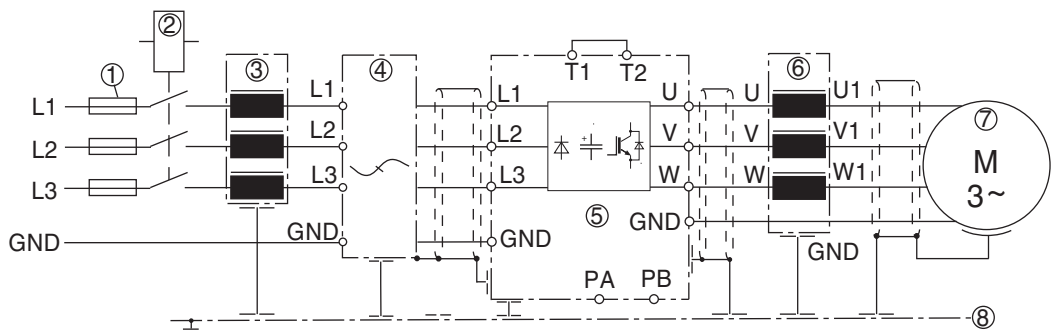 ②
T1 T2
① ③ ④ ⑥
L1 L1 L1 U U U1 ⑦
L2 L2 L2 V V V1 M
L3 L3 L3 W W W1 3~
⑤ GND
GND GND GND GND
PA PB
⑧